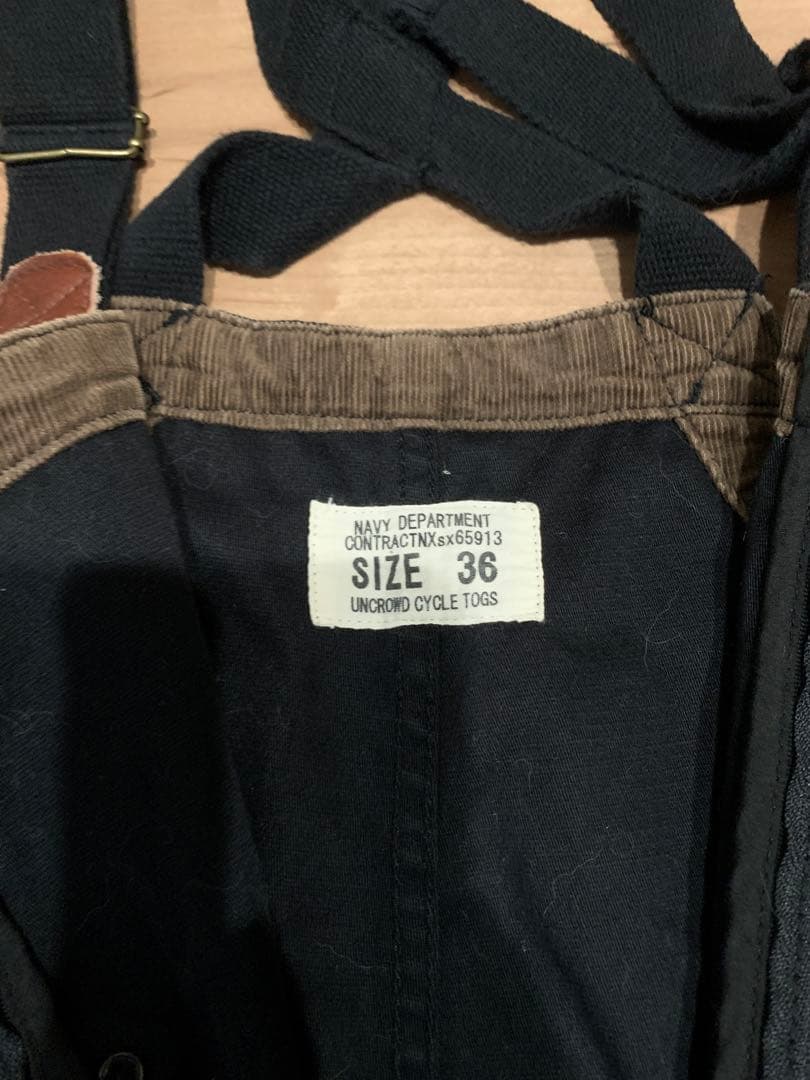 NAVY DEPARTMENT
CONTRACTNXsx65913
SIZE 36
UNCROWD CYCLE TOGS